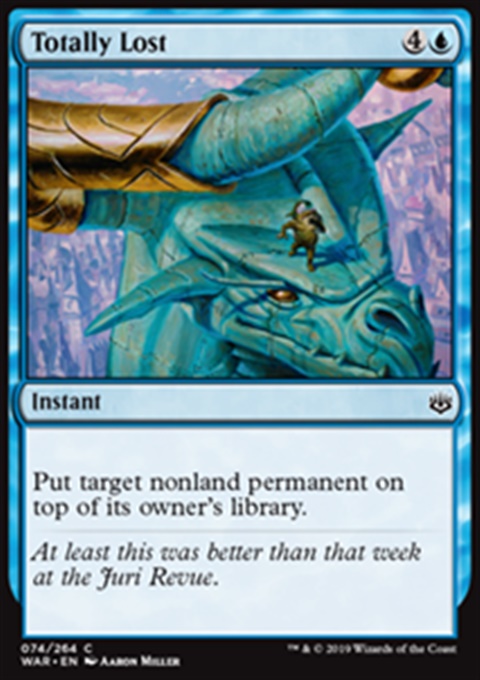 Totally Lost 4
Instant
Put target nonland permanent on
top of its owner's library.
At least this was better than that week
at the Juri Revue.
074/264 C
™ & © 2019 Wizards of the Coast
WAR • EN Aaron Miller